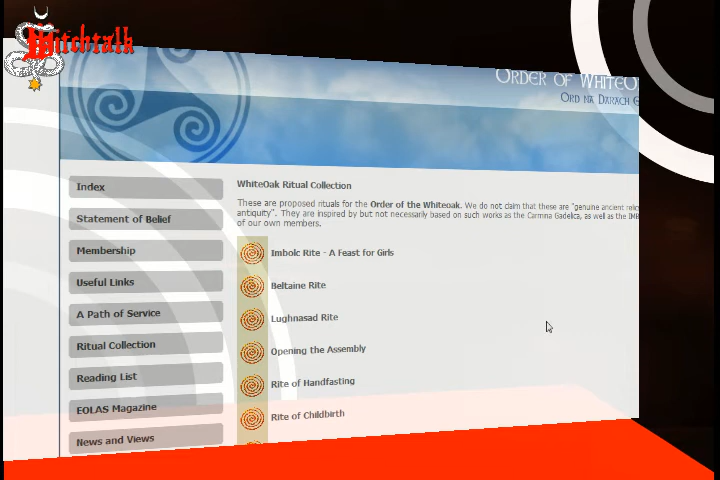 Witchtalk
ORDER OF WHITEO
ORD NA DARACH
Index
Statement of Belief
Membership
Useful Links
A Path of Service
Ritual Collection
Reading List
EOLAS Magazine
News and Views
WhiteOak Ritual Collection
These are proposed rituals for the Order of the Whiteoak. We do not claim that these are "genuine ancient
antiquity". They are inspired by but not necessarily based on such works as the Carmina Gadelica, as well as the IMB
of our own members.
Imbolc Rite - A Feast for Girls
Beltaine Rite
Lughnasad Rite
Opening the Assembly
Rite of Handfasting
Rite of Childbirth